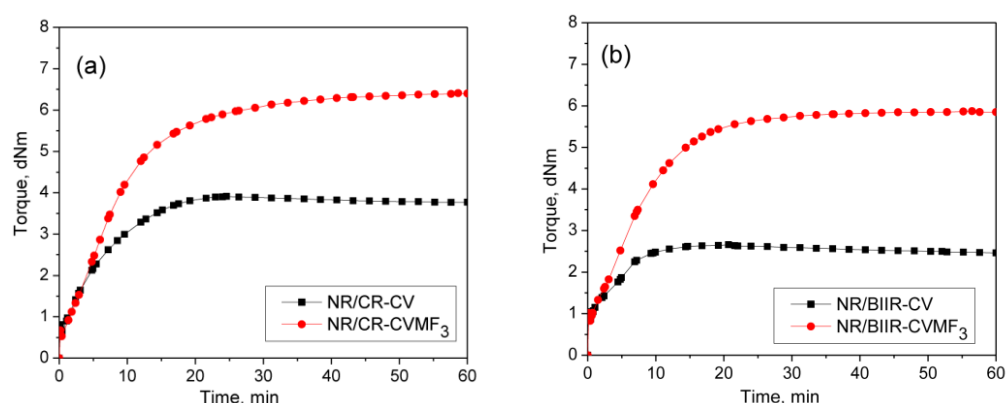 (a)
Torque, dNm
8
7
6
5
4
3
2
1
0
NR/CR-CV
NR/CR-CVMF3
0 10 20 30 40 50 60
Time, min
(b)
Torque, dNm
8
7
6
5
4
3
2
1
0
NR/BIIR-CV
NR/BIIR-CVMF3
0 10 20 30 40 50 60
Time, min